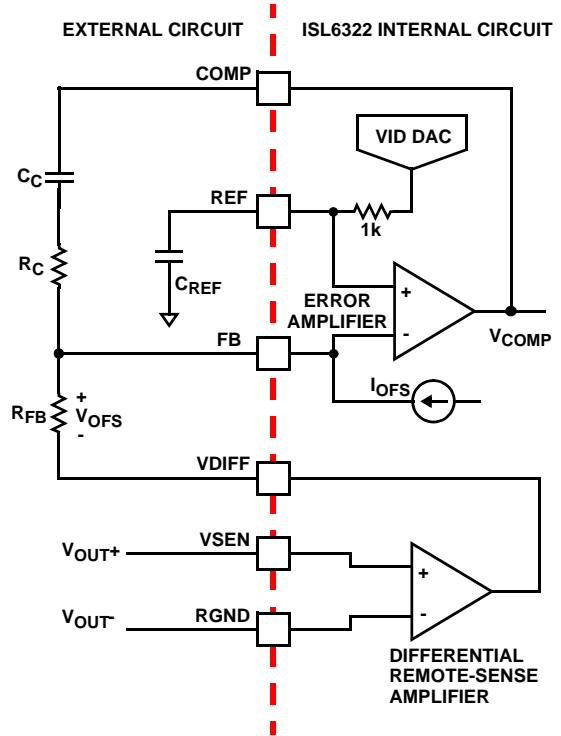 EXTERNAL CIRCUIT
ISL6322 INTERNAL CIRCUIT
COMP
VID DAC
CC
REF
1k
RC
CREF
+
-
ERROR
AMPLIFIER
VCOMP
FB
IOFS
RFB
+
VOFS
-
VDIFF
VSEN
VOUT+
+
-
RGND
VOUT-
DIFFERENTIAL
REMOTE-SENSE
AMPLIFIER